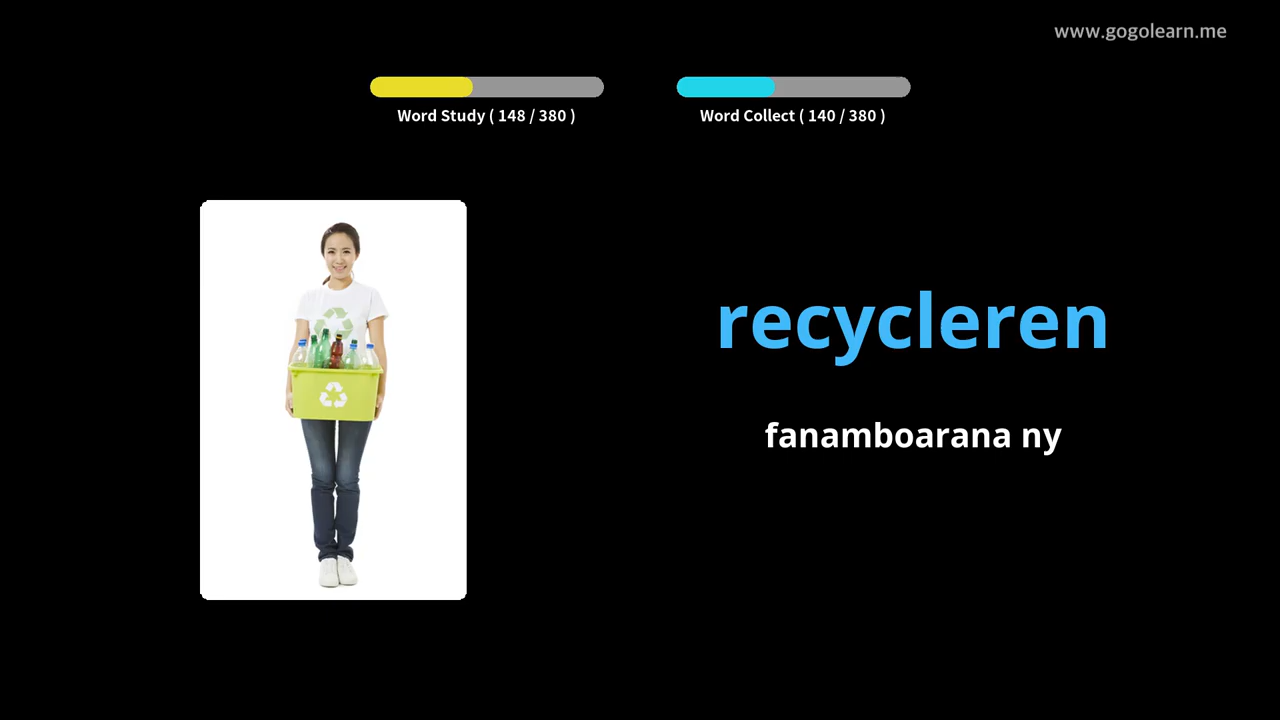 www.gogolearn.me
Word Study ( 148 / 380 )
Word Collect ( 140 / 380 )
recycleren
fanamboarana ny